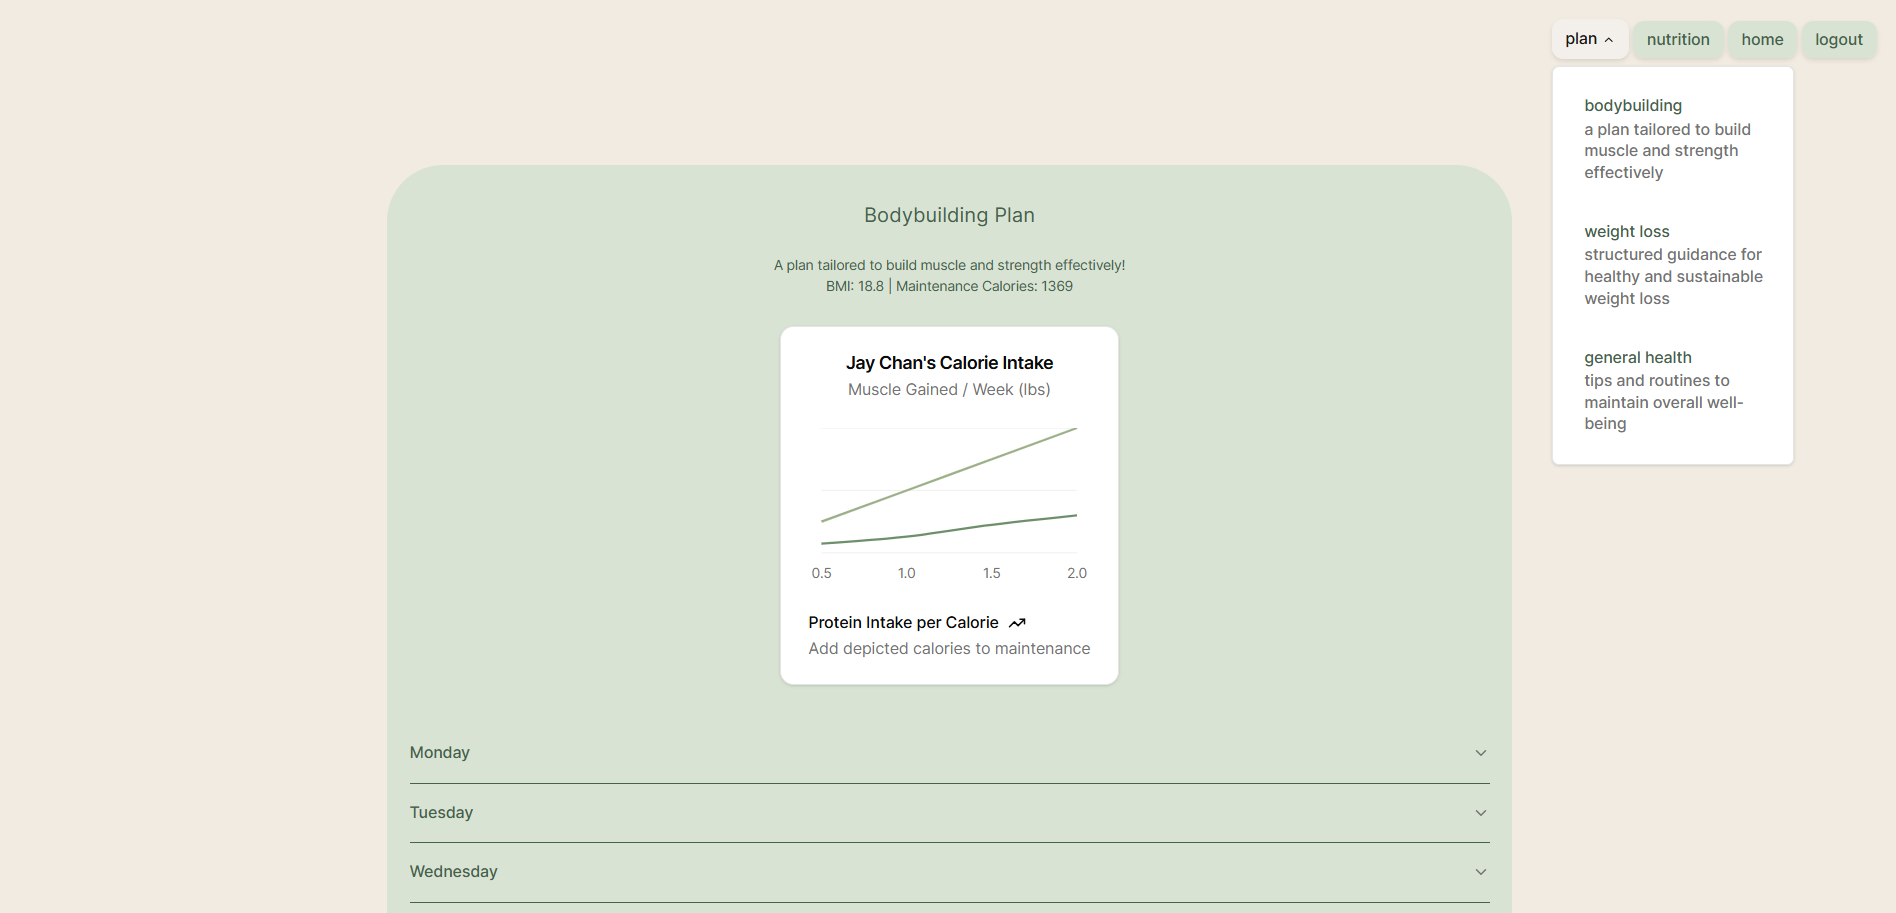 plan
nutrition
home
logout
bodybuilding
a plan tailored to build
muscle and strength
effectively
weight loss
structured guidance for
healthy and sustainable
weight loss
general health
tips and routines to
maintain overall well-
being
Bodybuilding Plan
A plan tailored to build muscle and strength effectively!
BMI: 18.8 | Maintenance Calories: 1369
Jay Chan's Calorie Intake
Muscle Gained / Week (lbs)
0.5 1.0 1.5 2.0
Protein Intake per Calorie
Add depicted calories to maintenance
Monday
Tuesday
Wednesday